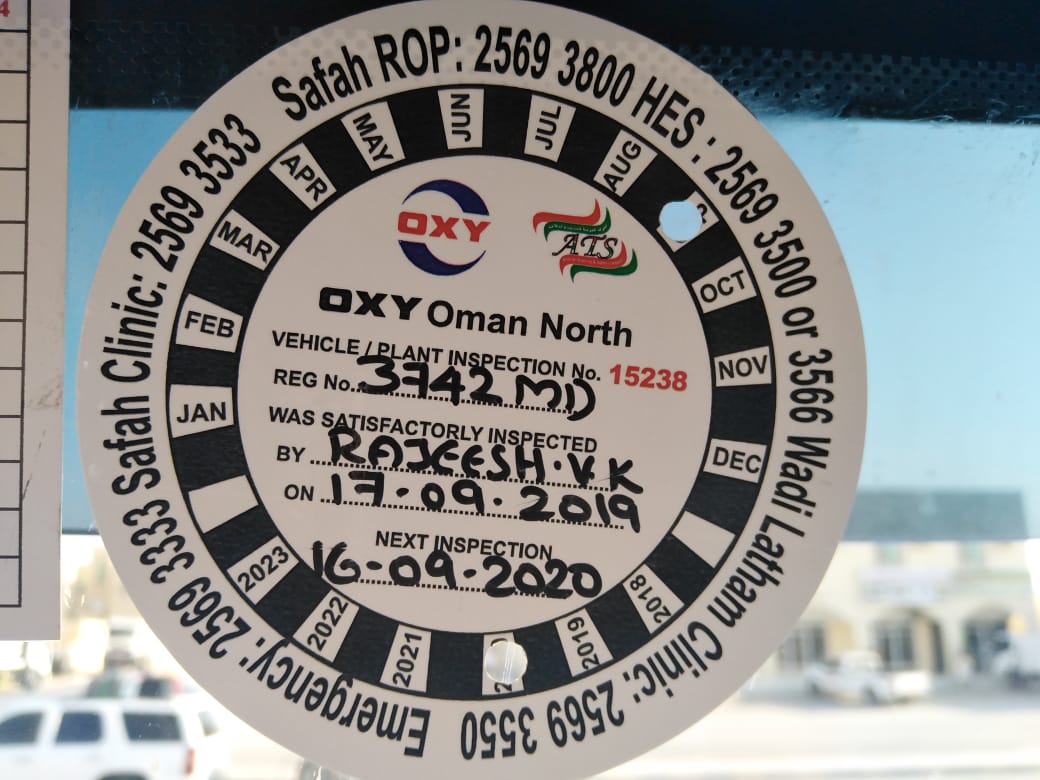 Safah ROP: 2569 3800 HES : 2569 3500 or 3566 Wadi Latham Clinic: 2569 3550
Emergency: 2569 3333 Safah Clinic: 2569 3533
JAN
FEB
MAR
APR
MAY
JUN
JUL
AUG
OCT
NOV
DEC
2018
2019
2021
2022
2023
OXY
ATS
OXY Oman North
VEHICLE / PLANT INSPECTION No. 15238
REG No. 3742 MD
WAS SATISFACTORLY INSPECTED
BY RAJEESH.V.K
ON 17.09.2019
NEXT INSPECTION
16-09.2020